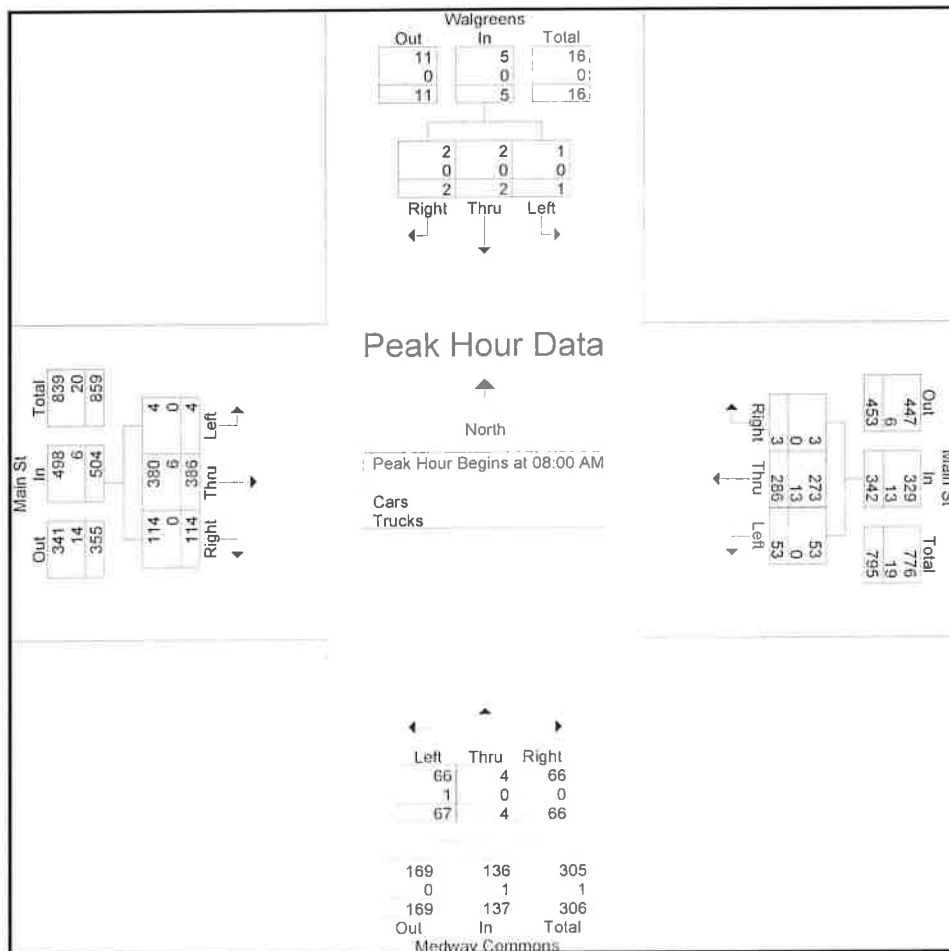 Walgreens
Out In Total
11 5 16
0 0 0
11 5 16
2 2 1
0 0 0
2 2 1
Right Thru Left
Peak Hour Data
North
Peak Hour Begins at 08:00 AM
Cars
Trucks
Main St
Out In Total
341 498 839
14 6 20
355 504 859
114 380 4
0 6 0
114 386 4
Right Thru Left
Main St
Out In Total
447 329 776
6 13 19
453 342 795
3 273 53
0 13 0
3 286 53
Right Thru Left
Left Thru Right
66 4 66
1 0 0
67 4 66
169 136 305
0 1 1
169 137 306
Out In Total
Medway Commons